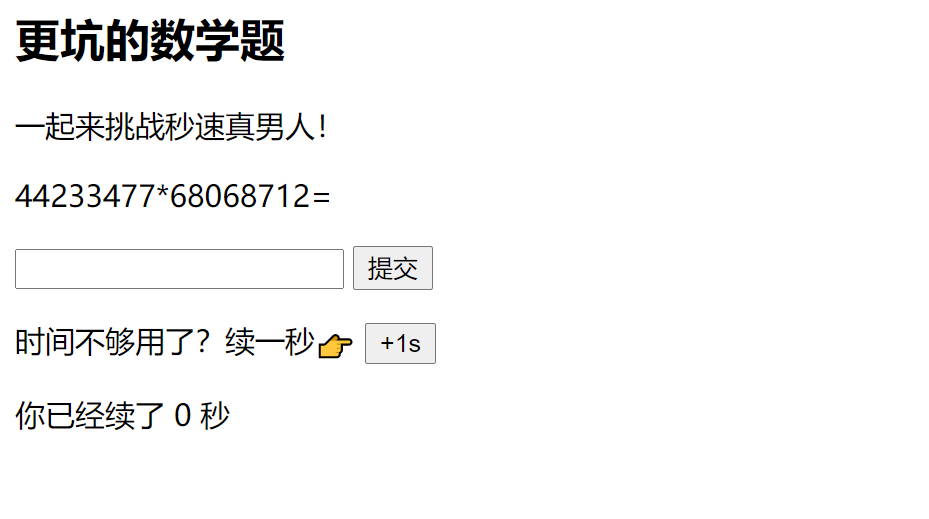 更坑的数学题
一起来挑战秒速真男人！
44233477*68068712=
提交
时间不够用了？续一秒👉 +1s
你已经续了 0 秒